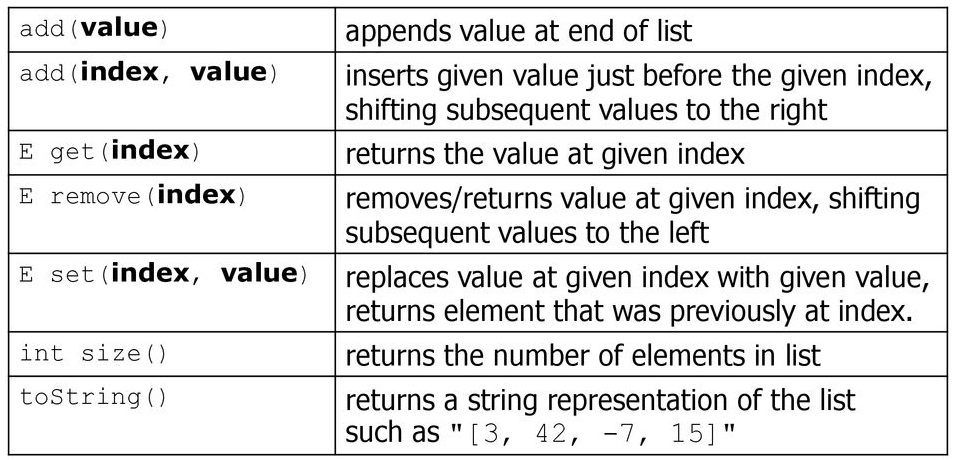 add(value)
appends value at end of list
add(index, value)
inserts given value just before the given index,
shifting subsequent values to the right
E get(index)
returns the value at given index
E remove(index)
removes/returns value at given index, shifting
subsequent values to the left
E set(index, value)
replaces value at given index with given value,
returns element that was previously at index.
int size()
returns the number of elements in list
toString()
returns a string representation of the list
such as "[3, 42, -7, 15]"